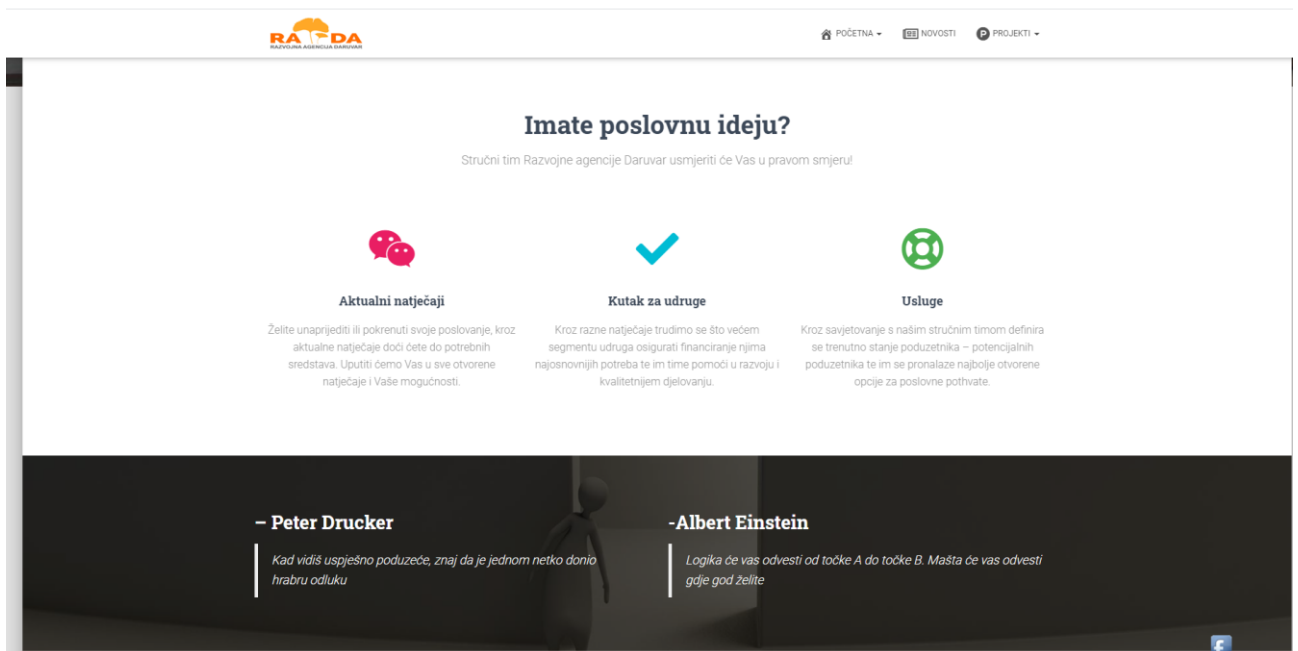 RA DA
RAZVOJNA AGENCIJA DARUVAR
POČETNA
NOVOSTI
P PROJEKTI
Imate poslovnu ideju?
Stručni tim Razvojne agencije Daruvar usmjeriti će Vas u pravom smjeru!
Aktualni natječaji
Želite unaprijediti ili pokrenuti svoje poslovanje, kroz
aktualne natječaje doći ćete do potrebnih
sredstava. Uputiti ćemo Vas u sve otvorene
natječaje i Vaše mogućnosti.
Kutak za udruge
Kroz razne natječaje trudimo se što većem
segmentu udruga osigurati financiranje njima
najosnovnijih potreba te im time pomoći u razvoju i
kvalitetnijem djelovanju.
Usluge
Kroz savjetovanje s našim stručnim timom definira
se trenutno stanje poduzetnika – potencijalnih
poduzetnika te im se pronalaze najbolje otvorene
opcije za poslovne pothvate.
– Peter Drucker
Kad vidiš uspješno poduzeće, znaj da je jednom netko donio
hrabru odluku
-Albert Einstein
Logika će vas odvesti od točke A do točke B. Mašta će vas odvesti
gdje god želite
f